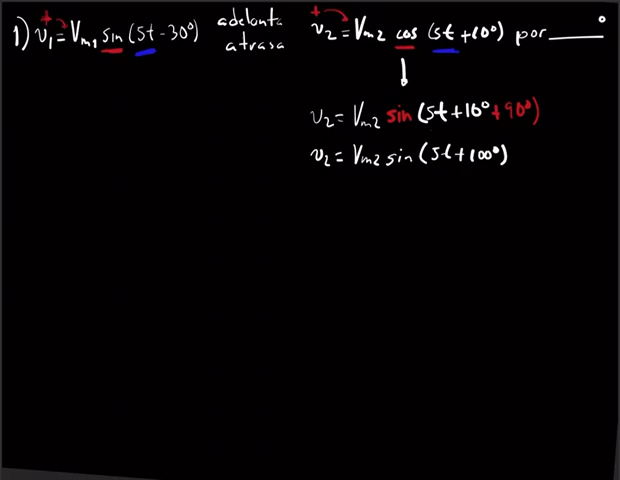 1) v₁ = Vm₁ sin (5t - 30°) adelanta v₂ = Vm₂ cos (5t + 10°) por ______°
atrasa
v₂ = Vm₂ sin (5t + 10° + 90°)
v₂ = Vm₂ sin (5t + 100°)